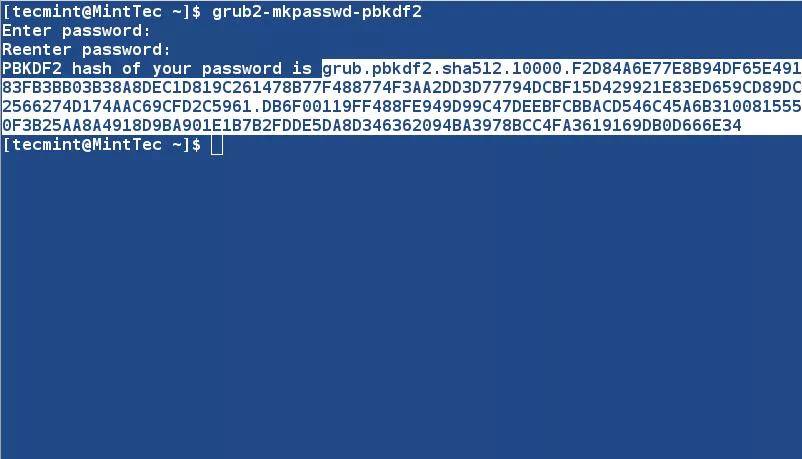 [tecmint@MintTec ~]$ grub2-mkpasswd-pbkdf2
Enter password:
Reenter password:
PBKDF2 hash of your password is grub.pbkdf2.sha512.10000.F2D84A6E77E8B94DF65E491
83FB3BB03B38A8DEC1D819C261478B77F488774F3AA2DD3D77794DCBF15D429921E83ED659CD89DC
2566274D174AAC69CFD2C5961.DB6F00119FF488FE949D99C47DEEBFCBBACD546C45A6B310081555
0F3B25AA8A4918D9BA901E1B7B2FDDE5DA8D346362094BA3978BCC4FA3619169DB0D666E34
[tecmint@MintTec ~]$